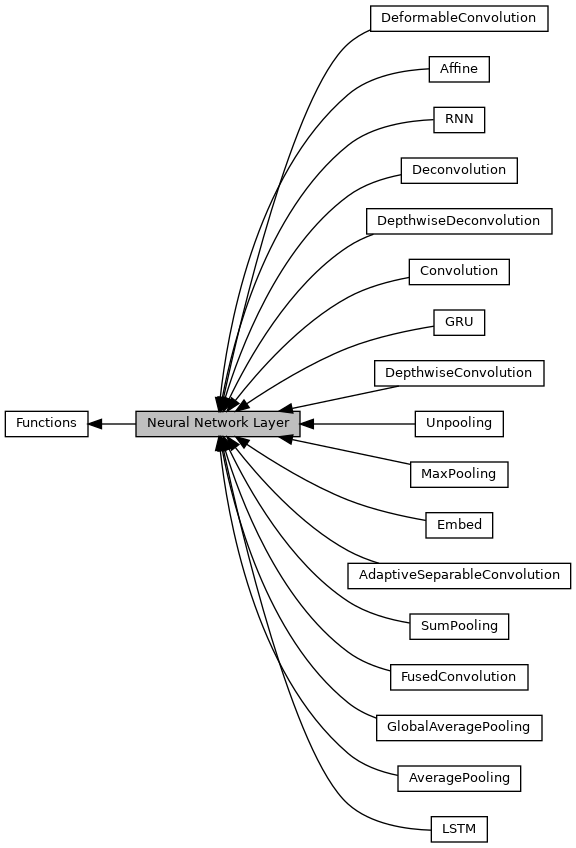 DeformableConvolution
Affine
RNN
Deconvolution
DepthwiseDeconvolution
Convolution
GRU
DepthwiseConvolution
Functions
Neural Network Layer
Unpooling
MaxPooling
Embed
AdaptiveSeparableConvolution
SumPooling
FusedConvolution
GlobalAveragePooling
AveragePooling
LSTM